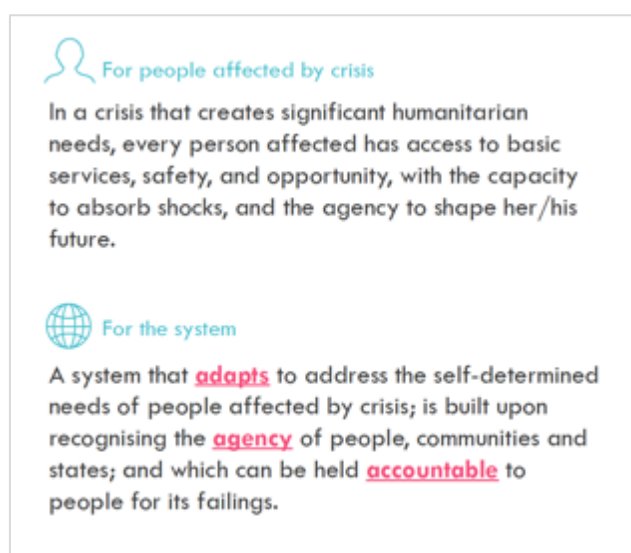 For people affected by crisis
In a crisis that creates significant humanitarian
needs, every person affected has access to basic
services, safety, and opportunity, with the capacity
to absorb shocks, and the agency to shape her/his
future.
For the system
A system that adapts to address the self-determined
needs of people affected by crisis; is built upon
recognising the agency of people, communities and
states; and which can be held accountable to
people for its failings.